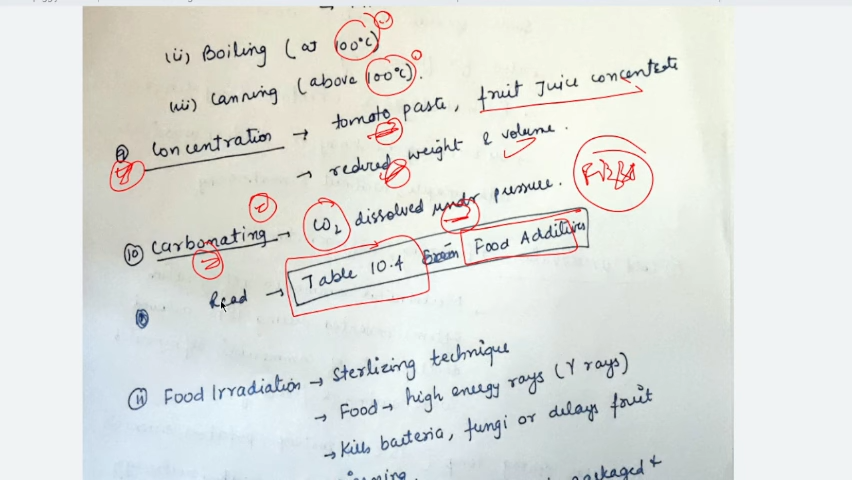 (ii) Boiling (at 100°C)
(iii) Canning (above 100°C).
9 Concentration → tomato paste, fruit Juice concentrate
→ reduced weight & volume.
10 Carbonating → CO2 dissolved undr pressure.
Read → Table 10.4 Food Additives
11 Food Irradiation → sterlizing technique
→ Food → high energy rays (γ rays)
→ Kills bacteria, fungi or delays fruit